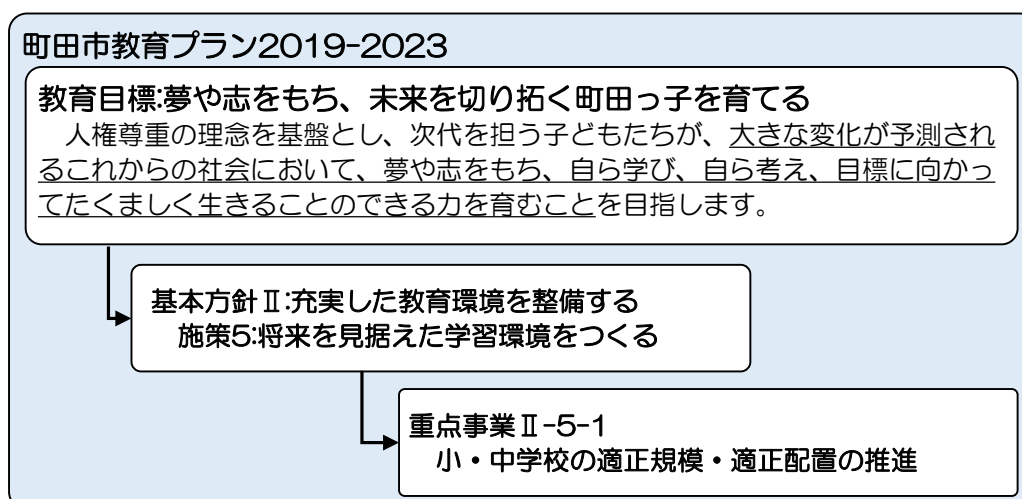 町田市教育プラン2019-2023
教育目標:夢や志をもち、未来を切り拓く町田っ子を育てる
人権尊重の理念を基盤とし、次代を担う子どもたちが、大きな変化が予測され
るこれからの社会において、夢や志をもち、自ら学び、自ら考え、目標に向かっ
てたくましく生きることのできる力を育むことを目指します。
基本方針Ⅱ:充実した教育環境を整備する
施策5:将来を見据えた学習環境をつくる
重点事業Ⅱ-5-1
小・中学校の適正規模・適正配置の推進